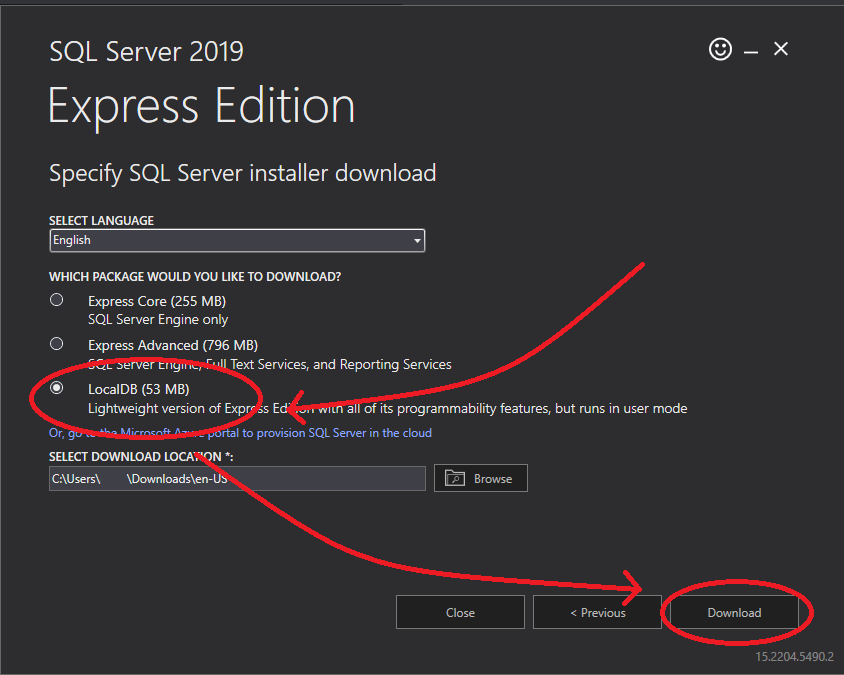 SQL Server 2019
Express Edition
Specify SQL Server installer download
SELECT LANGUAGE
English
WHICH PACKAGE WOULD YOU LIKE TO DOWNLOAD?
Express Core (255 MB)
SQL Server Engine only
Express Advanced (796 MB)
SQL Server Engine, Full Text Services, and Reporting Services
LocalDB (53 MB)
Lightweight version of Express Edition with all of its programmability features, but runs in user mode
Or, go to the Microsoft Azure portal to provision SQL Server in the cloud
SELECT DOWNLOAD LOCATION *:
C:\Users\ \Downloads\en-US
Browse
Close
< Previous
Download
15.2204.5490.2